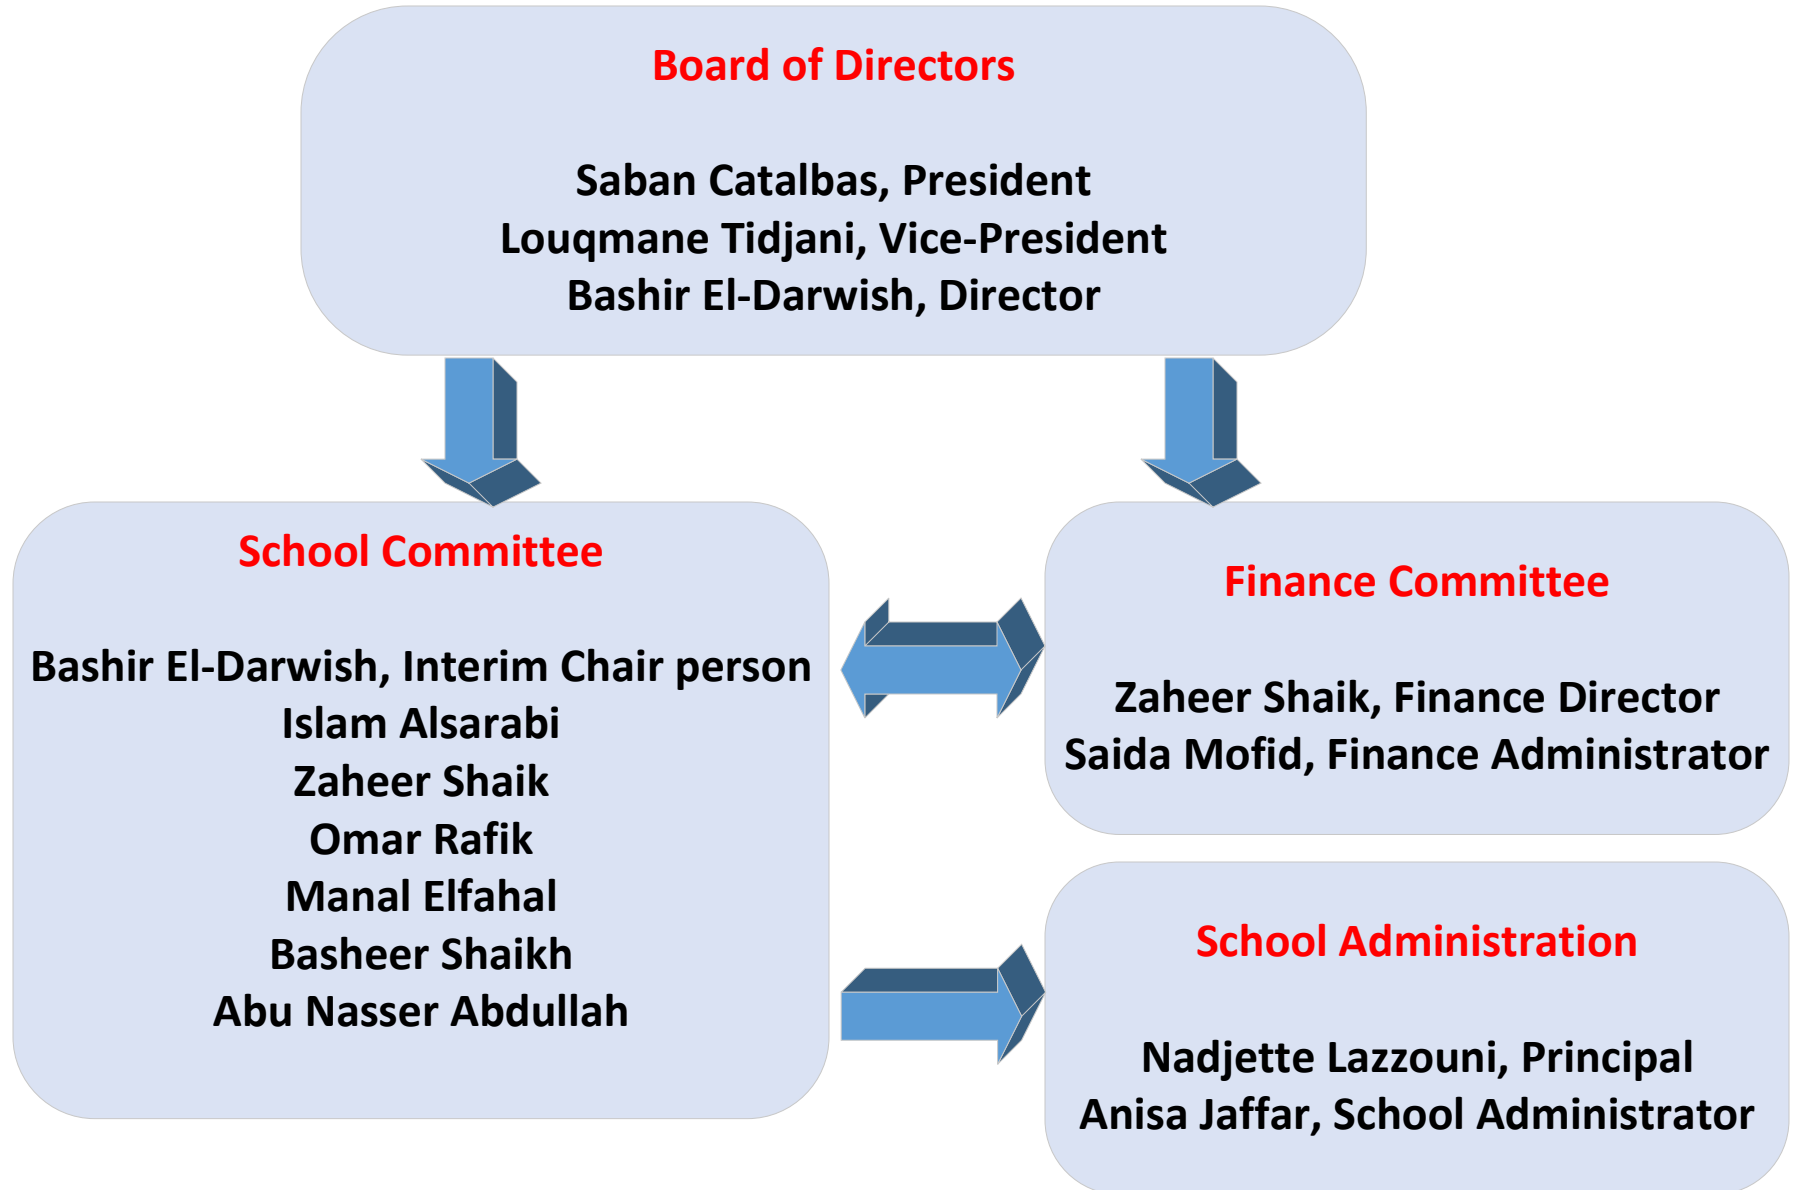 Board of Directors
Saban Catalbas, President
Louqmane Tidjani, Vice-President
Bashir El-Darwish, Director
School Committee
Bashir El-Darwish, Interim Chair person
Islam Alsarabi
Zaheer Shaik
Omar Rafik
Manal Elfahal
Basheer Shaikh
Abu Nasser Abdullah
Finance Committee
Zaheer Shaik, Finance Director
Saida Mofid, Finance Administrator
School Administration
Nadjette Lazzouni, Principal
Anisa Jaffar, School Administrator